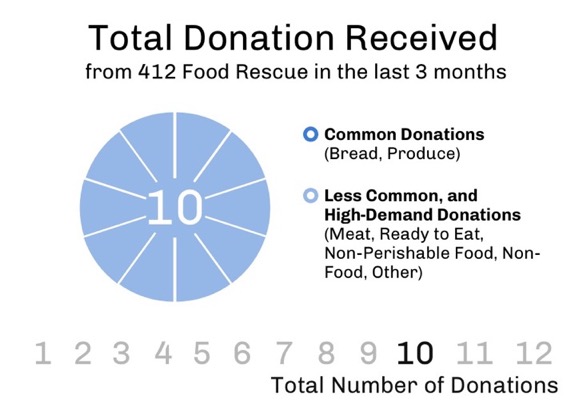 Total Donation Received
from 412 Food Rescue in the last 3 months
10
Common Donations
(Bread, Produce)
Less Common, and
High-Demand Donations
(Meat, Ready to Eat,
Non-Perishable Food, Non-
Food, Other)
1 2 3 4 5 6 7 8 9 10 11 12
Total Number of Donations